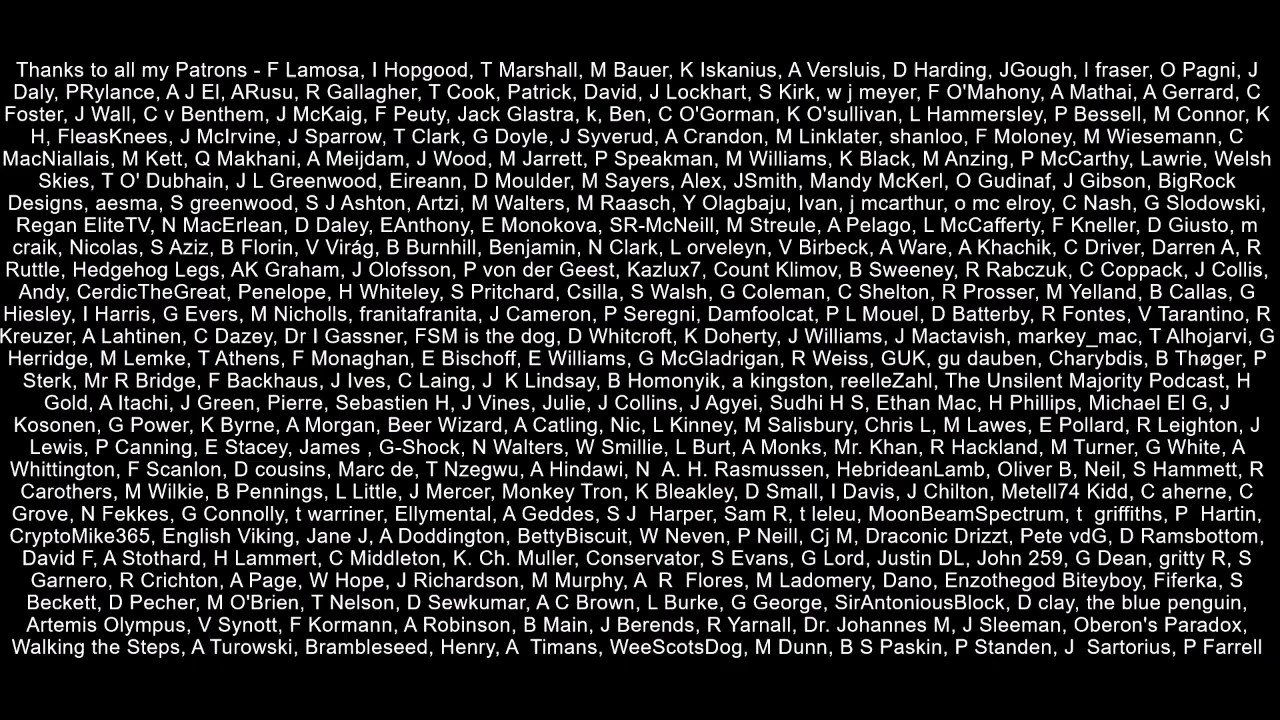 Thanks to all my Patrons - F Lamosa, I Hopgood, T Marshall, M Bauer, K Iskanius, A Versluis, D Harding, JGough, I fraser, O Pagni, J
Daly, PRylance, A J El, ARusu, R Gallagher, T Cook, Patrick, David, J Lockhart, S Kirk, w j meyer, F O'Mahony, A Mathai, A Gerrard, C
Foster, J Wall, C v Benthem, J McKaig, F Peuty, Jack Glastra, k, Ben, C O'Gorman, K O'sullivan, L Hammersley, P Bessell, M Connor, K
H, FleasKnees, J McIrvine, J Sparrow, T Clark, G Doyle, J Syverud, A Crandon, M Linklater, shanloo, F Moloney, M Wiesemann, C
MacNiallais, M Kett, Q Makhani, A Meijdam, J Wood, M Jarrett, P Speakman, M Williams, K Black, M Anzing, P McCarthy, Lawrie, Welsh
Skies, T O' Dubhain, J L Greenwood, Eireann, D Moulder, M Sayers, Alex, JSmith, Mandy McKerl, O Gudinaf, J Gibson, BigRock
Designs, aesma, S greenwood, S J Ashton, Artzi, M Walters, M Raasch, Y Olagbaju, Ivan, j mcarthur, o mc elroy, C Nash, G Slodowski,
Regan EliteTV, N MacErlean, D Daley, EAnthony, E Monokova, SR-McNeill, M Streule, A Pelago, L McCafferty, F Kneller, D Giusto, m
craik, Nicolas, S Aziz, B Florin, V Virág, B Burnhill, Benjamin, N Clark, L orveleyn, V Birbeck, A Ware, A Khachik, C Driver, Darren A, R
Ruttle, Hedgehog Legs, AK Graham, J Olofsson, P von der Geest, Kazlux7, Count Klimov, B Sweeney, R Rabczuk, C Coppack, J Collis,
Andy, CerdicTheGreat, Penelope, H Whiteley, S Pritchard, Csilla, S Walsh, G Coleman, C Shelton, R Prosser, M Yelland, B Callas, G
Hiesley, I Harris, G Evers, M Nicholls, franitafranita, J Cameron, P Seregni, Damfoolcat, P L Mouel, D Batterby, R Fontes, V Tarantino, R
Kreuzer, A Lahtinen, C Dazey, Dr I Gassner, FSM is the dog, D Whitcroft, K Doherty, J Williams, J Mactavish, markey_mac, T Alhojarvi, G
Herridge, M Lemke, T Athens, F Monaghan, E Bischoff, E Williams, G McGladrigan, R Weiss, GUK, gu dauben, Charybdis, B Thøger, P
Sterk, Mr R Bridge, F Backhaus, J Ives, C Laing, J  K Lindsay, B Homonyik, a kingston, reelleZahl, The Unsilent Majority Podcast, H
Gold, A Itachi, J Green, Pierre, Sebastien H, J Vines, Julie, J Collins, J Agyei, Sudhi H S, Ethan Mac, H Phillips, Michael El G, J
Kosonen, G Power, K Byrne, A Morgan, Beer Wizard, A Catling, Nic, L Kinney, M Salisbury, Chris L, M Lawes, E Pollard, R Leighton, J
Lewis, P Canning, E Stacey, James , G-Shock, N Walters, W Smillie, L Burt, A Monks, Mr. Khan, R Hackland, M Turner, G White, A
Whittington, F Scanlon, D cousins, Marc de, T Nzegwu, A Hindawi, N  A. H. Rasmussen, HebrideanLamb, Oliver B, Neil, S Hammett, R
Carothers, M Wilkie, B Pennings, L Little, J Mercer, Monkey Tron, K Bleakley, D Small, I Davis, J Chilton, Metell74 Kidd, C aherne, C
Grove, N Fekkes, G Connolly, t warriner, Ellymental, A Geddes, S J  Harper, Sam R, t leleu, MoonBeamSpectrum, t  griffiths, P  Hartin,
CryptoMike365, English Viking, Jane J, A Doddington, BettyBiscuit, W Neven, P Neill, Cj M, Draconic Drizzt, Pete vdG, D Ramsbottom,
David F, A Stothard, H Lammert, C Middleton, K. Ch. Muller, Conservator, S Evans, G Lord, Justin DL, John 259, G Dean, gritty R, S
Garnero, R Crichton, A Page, W Hope, J Richardson, M Murphy, A  R  Flores, M Ladomery, Dano, Enzothegod Biteyboy, Fiferka, S
Beckett, D Pecher, M O'Brien, T Nelson, D Sewkumar, A C Brown, L Burke, G George, SirAntoniousBlock, D clay, the blue penguin,
Artemis Olympus, V Synott, F Kormann, A Robinson, B Main, J Berends, R Yarnall, Dr. Johannes M, J Sleeman, Oberon's Paradox,
Walking the Steps, A Turowski, Brambleseed, Henry, A  Timans, WeeScotsDog, M Dunn, B S Paskin, P Standen, J  Sartorius, P Farrell